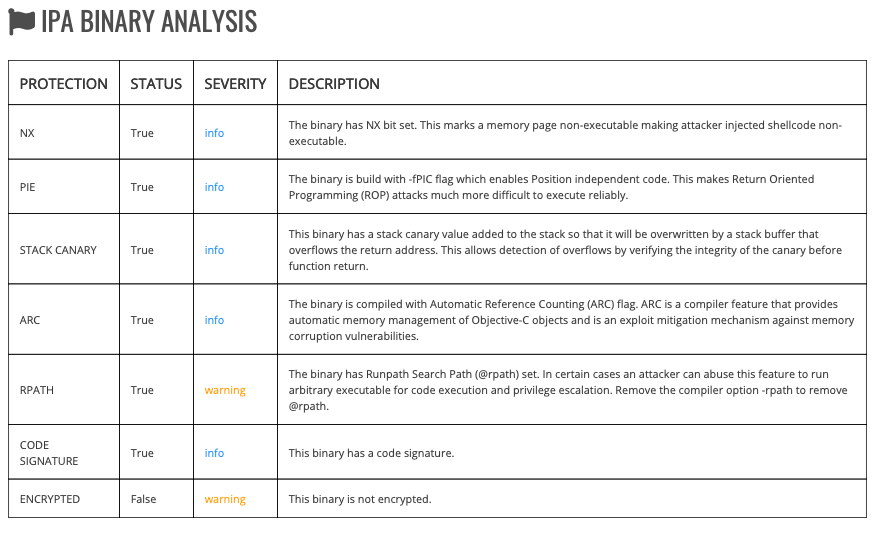 IPA BINARY ANALYSIS
PROTECTION STATUS SEVERITY DESCRIPTION
NX True info The binary has NX bit set. This marks a memory page non-executable making attacker injected shellcode non-
executable.
PIE True info The binary is build with -fPIC flag which enables Position independent code. This makes Return Oriented
Programming (ROP) attacks much more difficult to execute reliably.
STACK CANARY True info This binary has a stack canary value added to the stack so that it will be overwritten by a stack buffer that
overflows the return address. This allows detection of overflows by verifying the integrity of the canary before
function return.
ARC True info The binary is compiled with Automatic Reference Counting (ARC) flag. ARC is a compiler feature that provides
automatic memory management of Objective-C objects and is an exploit mitigation mechanism against memory
corruption vulnerabilities.
RPATH True warning The binary has Runpath Search Path (@rpath) set. In certain cases an attacker can abuse this feature to run
arbitrary executable for code execution and privilege escalation. Remove the compiler option -rpath to remove
@rpath.
CODE
SIGNATURE True info This binary has a code signature.
ENCRYPTED False warning This binary is not encrypted.